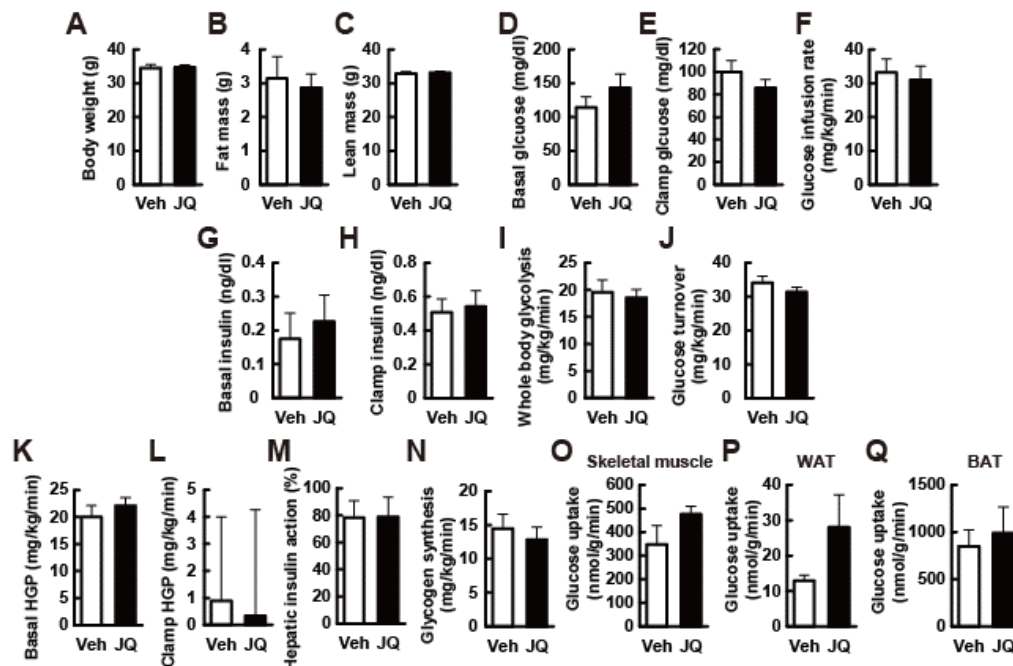 A
Body weight (g)
40
30
20
10
0
Veh JQ
B
Fat mass (g)
4
3
2
1
0
Veh JQ
C
Lean mass (g)
40
30
20
10
0
Veh JQ
D
Basal glcuose (mg/dl)
200
150
100
50
0
Veh JQ
E
Clamp glcuose (mg/dl)
120
100
80
60
40
20
0
Veh JQ
F
Glucose infusion rate
(mg/kg/min)
40
30
20
10
0
Veh JQ
G
Basal insulin (ng/dl)
0.4
0.3
0.2
0.1
0
Veh JQ
H
Clamp insulin (ng/dl)
0.8
0.6
0.4
0.2
0
Veh JQ
I
Whole body glycolysis
(mg/kg/min)
25
20
15
10
5
0
Veh JQ
J
Glucose turnover
(mg/kg/min)
40
30
20
10
0
Veh JQ
K
Basal HGP (mg/kg/min)
25
20
15
10
5
0
Veh JQ
L
Clamp HGP (mg/kg/min)
5
4
3
2
1
0
Veh JQ
M
Hepatic insulin action (%)
100
80
60
40
20
0
Veh JQ
N
Glycogen synthesis
(mg/kg/min)
20
15
10
5
0
Veh JQ
O
Skeletal muscle
Glucose uptake
(nmol/g/min)
600
500
400
300
200
100
0
Veh JQ
P
WAT
Glucose uptake
(nmol/g/min)
40
30
20
10
0
Veh JQ
Q
BAT
Glucose uptake
(nmol/g/min)
1500
1000
500
0
Veh JQ